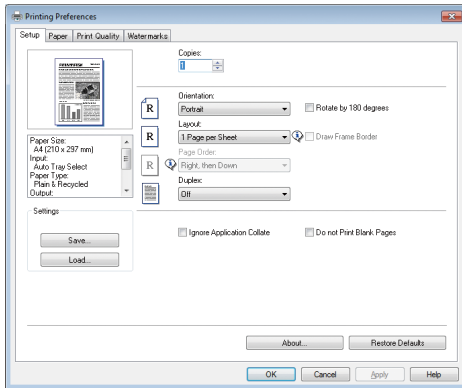 Printing Preferences
Setup Paper Print Quality Watermarks
Copies:
1
Orientation:
R Portrait Rotate by 180 degrees
Layout:
R 1 Page per Sheet Draw Frame Border
Page Order:
R Right, then Down
Duplex:
Off
Paper Size:
A4 (210 x 297 mm)
Input:
Auto Tray Select
Paper Type:
Plain & Recycled
Output:
Settings
Save...
Load...
Ignore Application Collate Do not Print Blank Pages
About... Restore Defaults
OK Cancel Apply Help